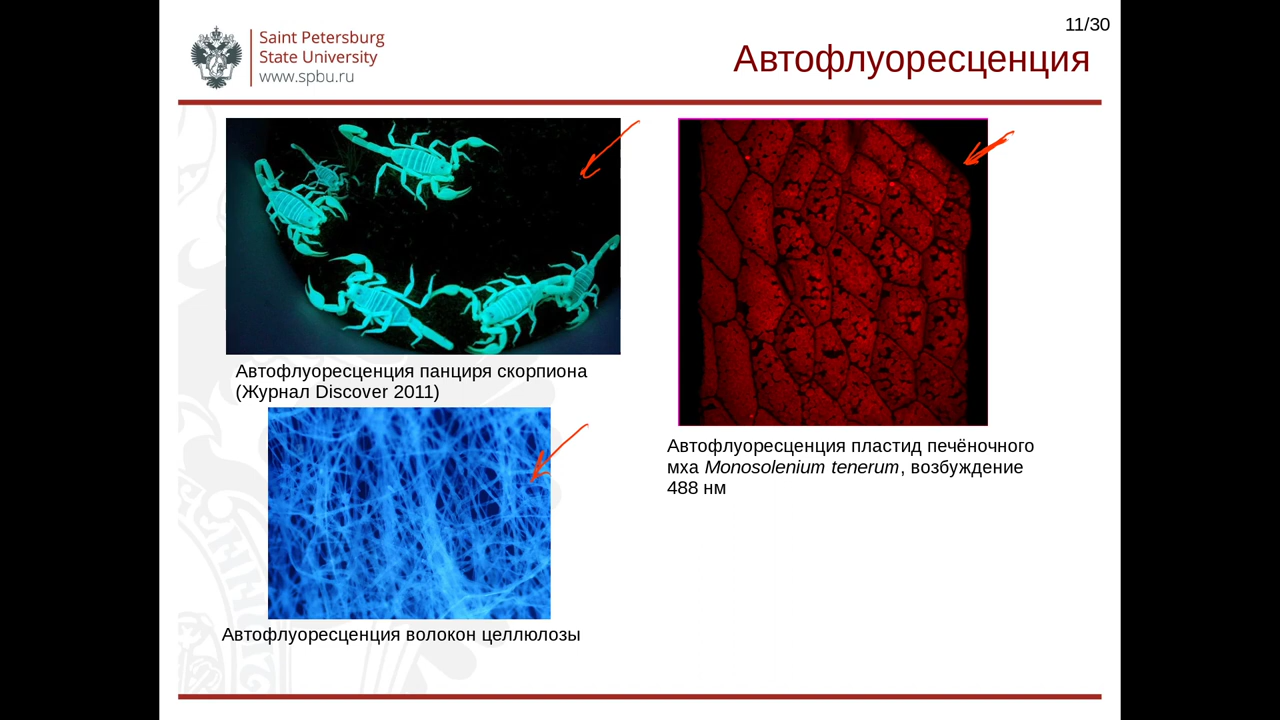 11/30
Saint Petersburg
State University
www.spbu.ru
Автофлуоресценция
Автофлуоресценция панциря скорпиона
(Журнал Discover 2011)
Автофлуоресценция волокон целлюлозы
Автофлуоресценция пластид печёночного
мха Monosolenium tenerum, возбуждение
488 нм